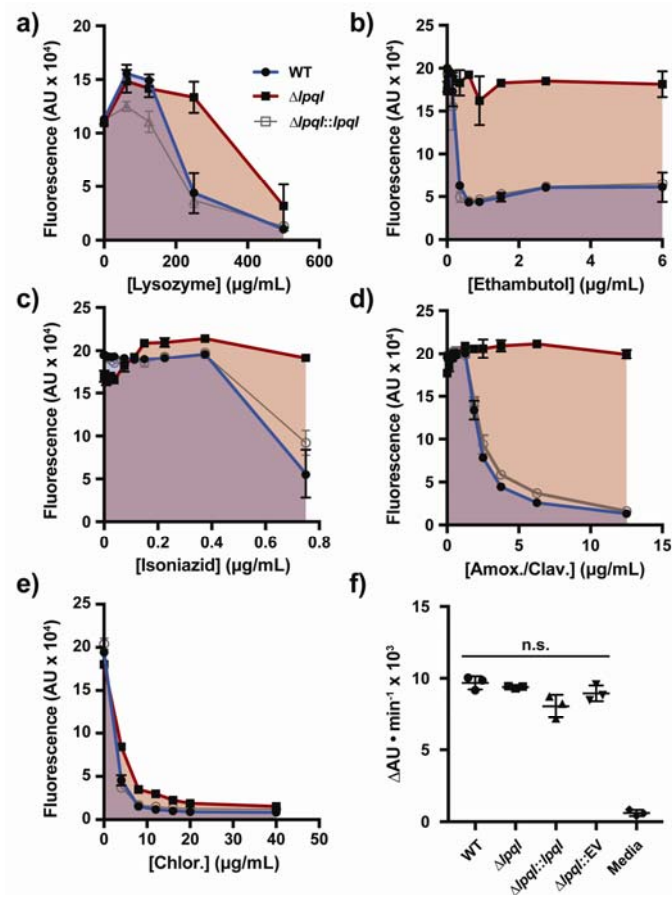 a)
Fluorescence (AU x 10⁴)
20
15
10
5
0
0 200 400 600
[Lysozyme] (µg/mL)
WT
Δlpql
Δlpql::lpql
b)
Fluorescence (AU x 10⁴)
25
20
15
10
5
0
0 2 4 6
[Ethambutol] (µg/mL)
c)
Fluorescence (AU x 10⁴)
25
20
15
10
5
0
0 0.2 0.4 0.6 0.8
[Isoniazid] (µg/mL)
d)
Fluorescence (AU x 10⁴)
25
20
15
10
5
0
0 5 10 15
[Amox./Clav.] (µg/mL)
e)
Fluorescence (AU x 10⁴)
25
20
15
10
5
0
0 10 20 30 40 50
[Chlor.] (µg/mL)
f)
ΔAU • min⁻¹ x 10³
15
10
5
0
n.s.
WT
Δlpql
Δlpql::lpql
Δlpql::EV
Media